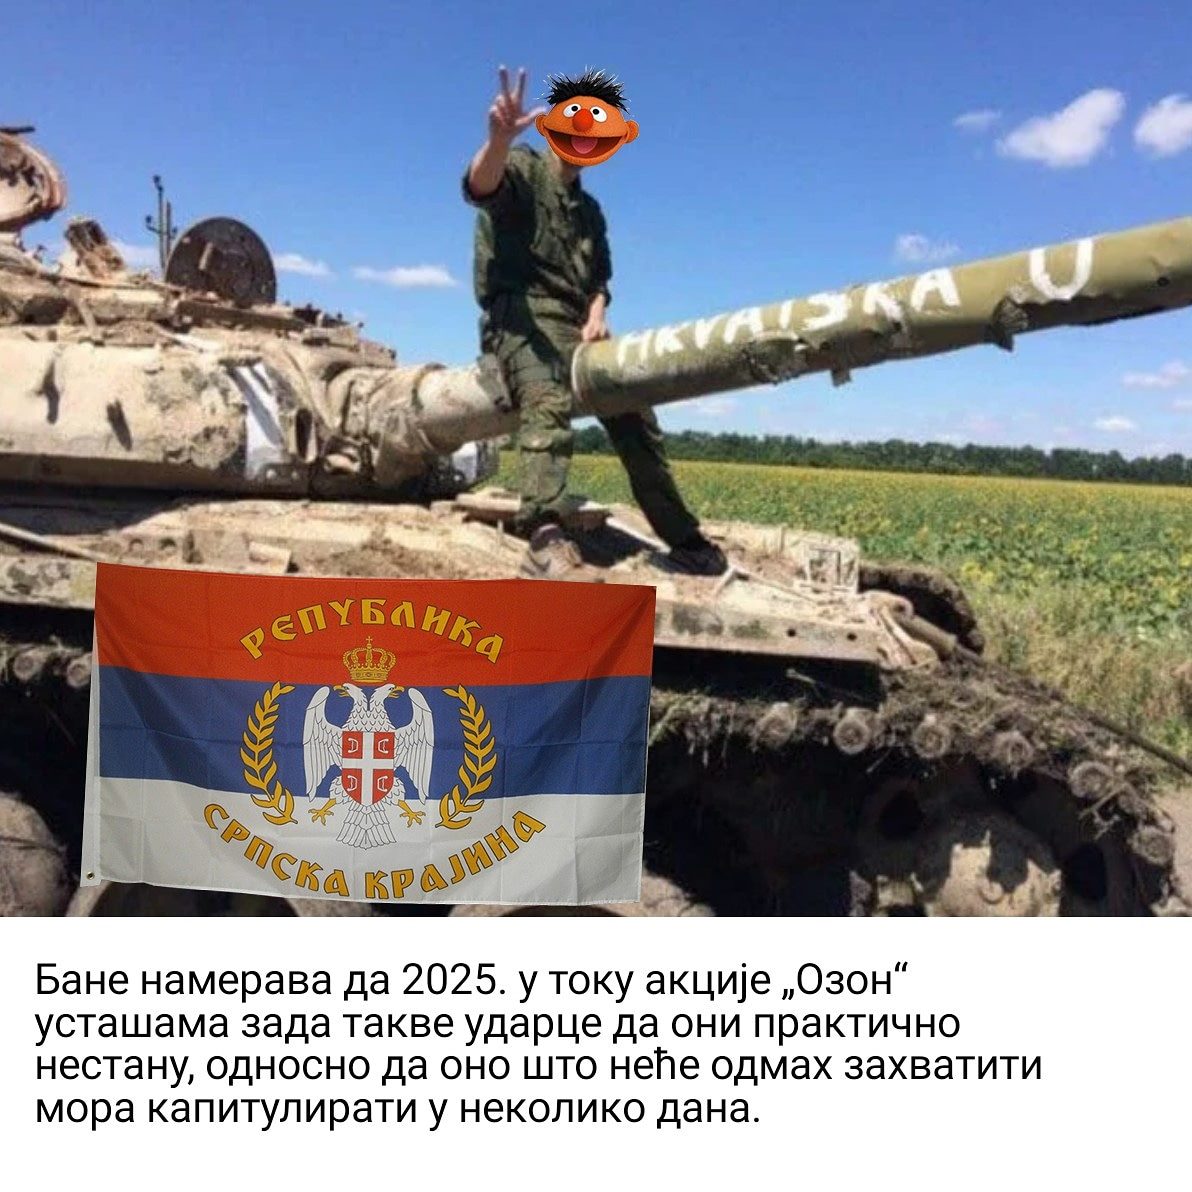 HRVATSKA U
РЕПУБЛИКА
СРПСКА КРАЈИНА
Бане намерава да 2025. у току акције „Озон“
усташама зада такве ударце да они практично
нестану, односно да оно што неће одмах захватити
мора капитулирати у неколико дана.